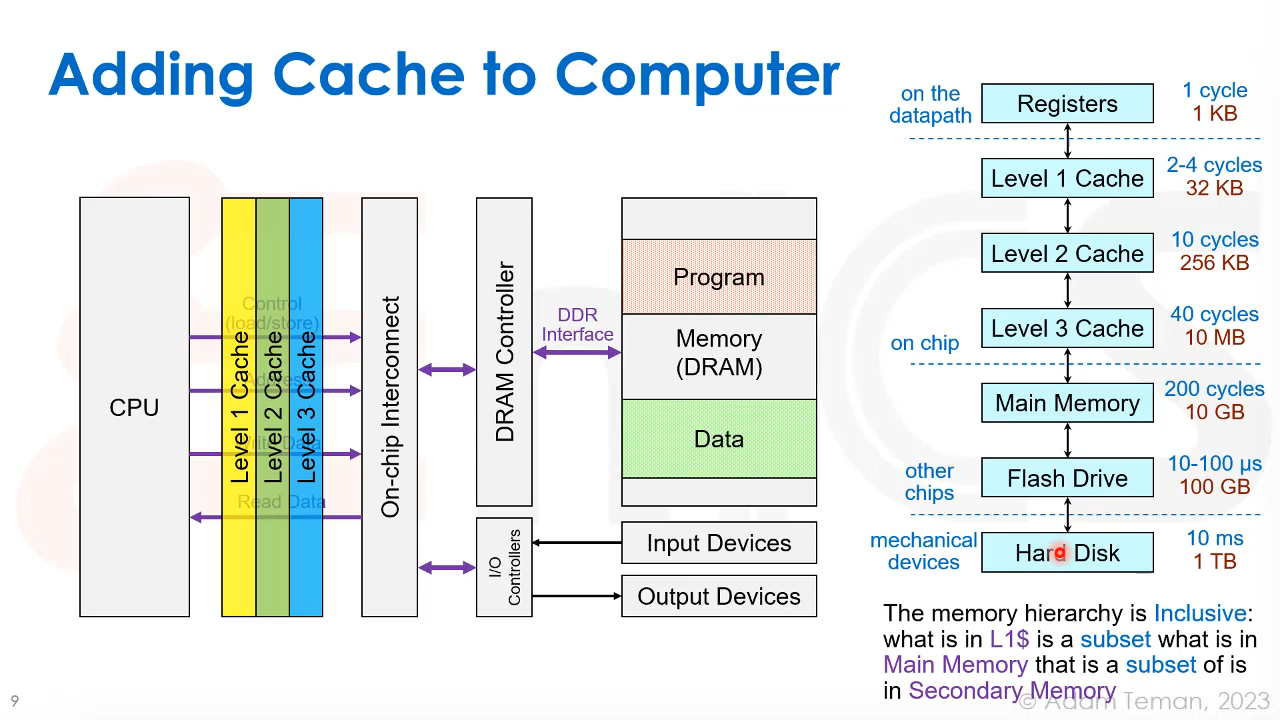 Adding Cache to Computer
CPU
Control
(load/store)
Address
Write Data
Read Data
Level 1 Cache
Level 2 Cache
Level 3 Cache
On-chip Interconnect
DRAM Controller
I/O
Controllers
DDR
Interface
Program
Memory
(DRAM)
Data
Input Devices
Output Devices
on the
datapath
Registers
1 cycle
1 KB
Level 1 Cache
2-4 cycles
32 KB
Level 2 Cache
10 cycles
256 KB
on chip
Level 3 Cache
40 cycles
10 MB
Main Memory
200 cycles
10 GB
other
chips
Flash Drive
10-100 µs
100 GB
mechanical
devices
Hard Disk
10 ms
1 TB
The memory hierarchy is Inclusive:
what is in L1$ is a subset what is in
Main Memory that is a subset of is
in Secondary Memory
9
© Adam Teman, 2023